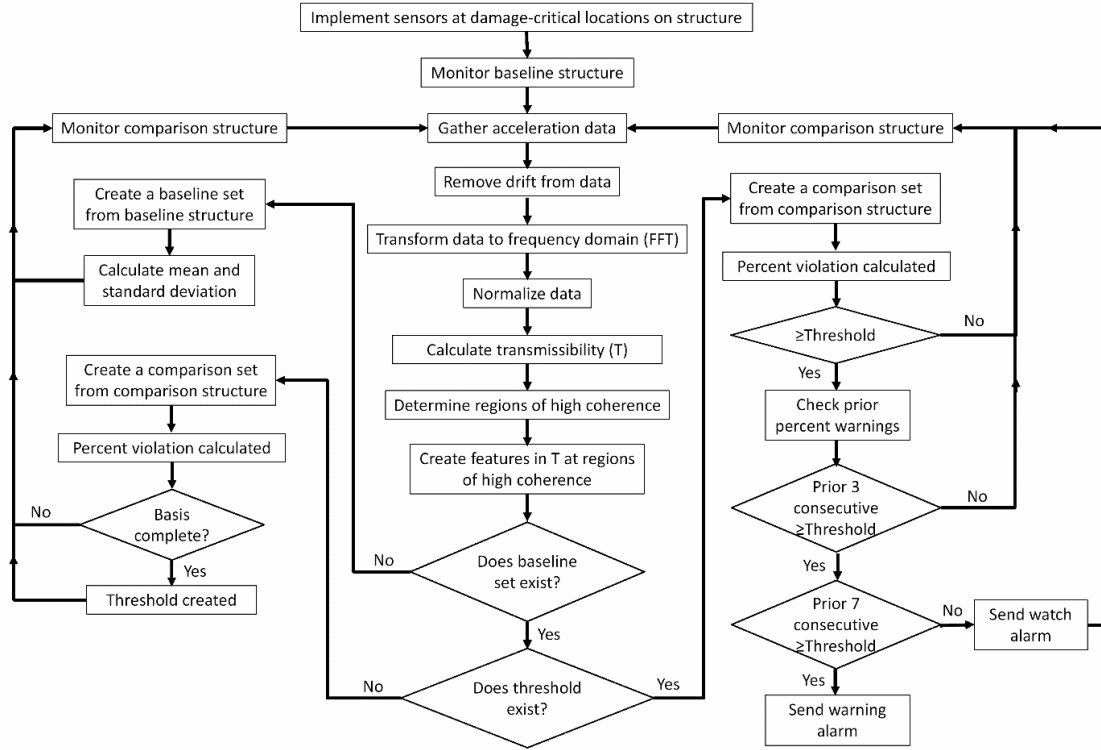 Implement sensors at damage-critical locations on structure
Monitor baseline structure
Monitor comparison structure
Gather acceleration data
Monitor comparison structure
Remove drift from data
Transform data to frequency domain (FFT)
Normalize data
Calculate transmissibility (T)
Determine regions of high coherence
Create features in T at regions
of high coherence
Does baseline
set exist?
No
Yes
Does threshold
exist?
No
Yes
Create a baseline set
from baseline structure
Calculate mean and
standard deviation
Create a comparison set
from comparison structure
Percent violation calculated
Basis
complete?
No
Yes
Threshold created
Create a comparison set
from comparison structure
Percent violation calculated
≥Threshold
No
Yes
Check prior
percent warnings
Prior 3
consecutive
≥Threshold
No
Yes
Prior 7
consecutive
≥Threshold
No
Send watch
alarm
Yes
Send warning
alarm